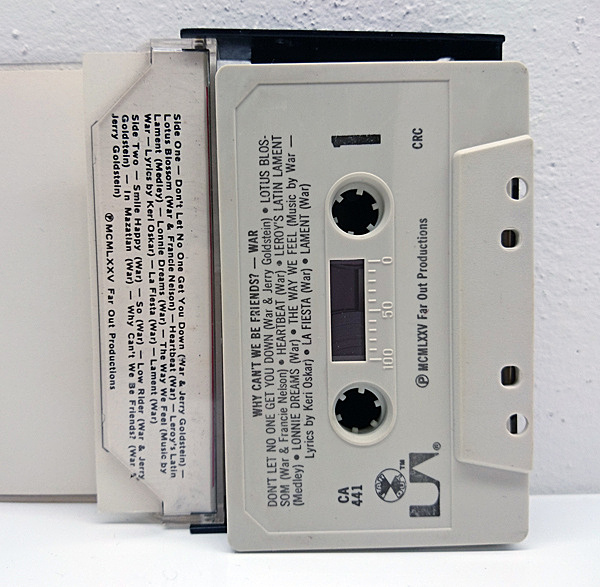 Side One — Don't Let No One Get You Down (War & Jerry Goldstein) —
Lotus Blossom (War & Francie Nelson) — Heartbeat (War) — Leroy's Latin
Lament (Medley) — Lonnie Dreams (War) — The Way We Feel (Music by
War — Lyrics by Keri Oskar) — La Fiesta (War) — Lament (War)
Side Two — Smile Happy (War) — So (War) — Low Rider (War & Jerry
Goldstein) — In Mazatlan (War) — Why Can't We Be Friends? (War &
Jerry Goldstein) ℗ MCMLXXV Far Out Productions
WHY CAN'T WE BE FRIENDS? — WAR
DON'T LET NO ONE GET YOU DOWN (War & Jerry Goldstein) • LOTUS BLOS-
SOM (War & Francie Nelson) • HEARTBEAT (War) • LEROY'S LATIN LAMENT
(Medley) • LONNIE DREAMS (War) • THE WAY WE FEEL (Music by War —
Lyrics by Keri Oskar) • LA FIESTA (War) • LAMENT (War)
CA
441
1
100 50 0
℗ MCMLXXV Far Out Productions
CRC
UA®
™